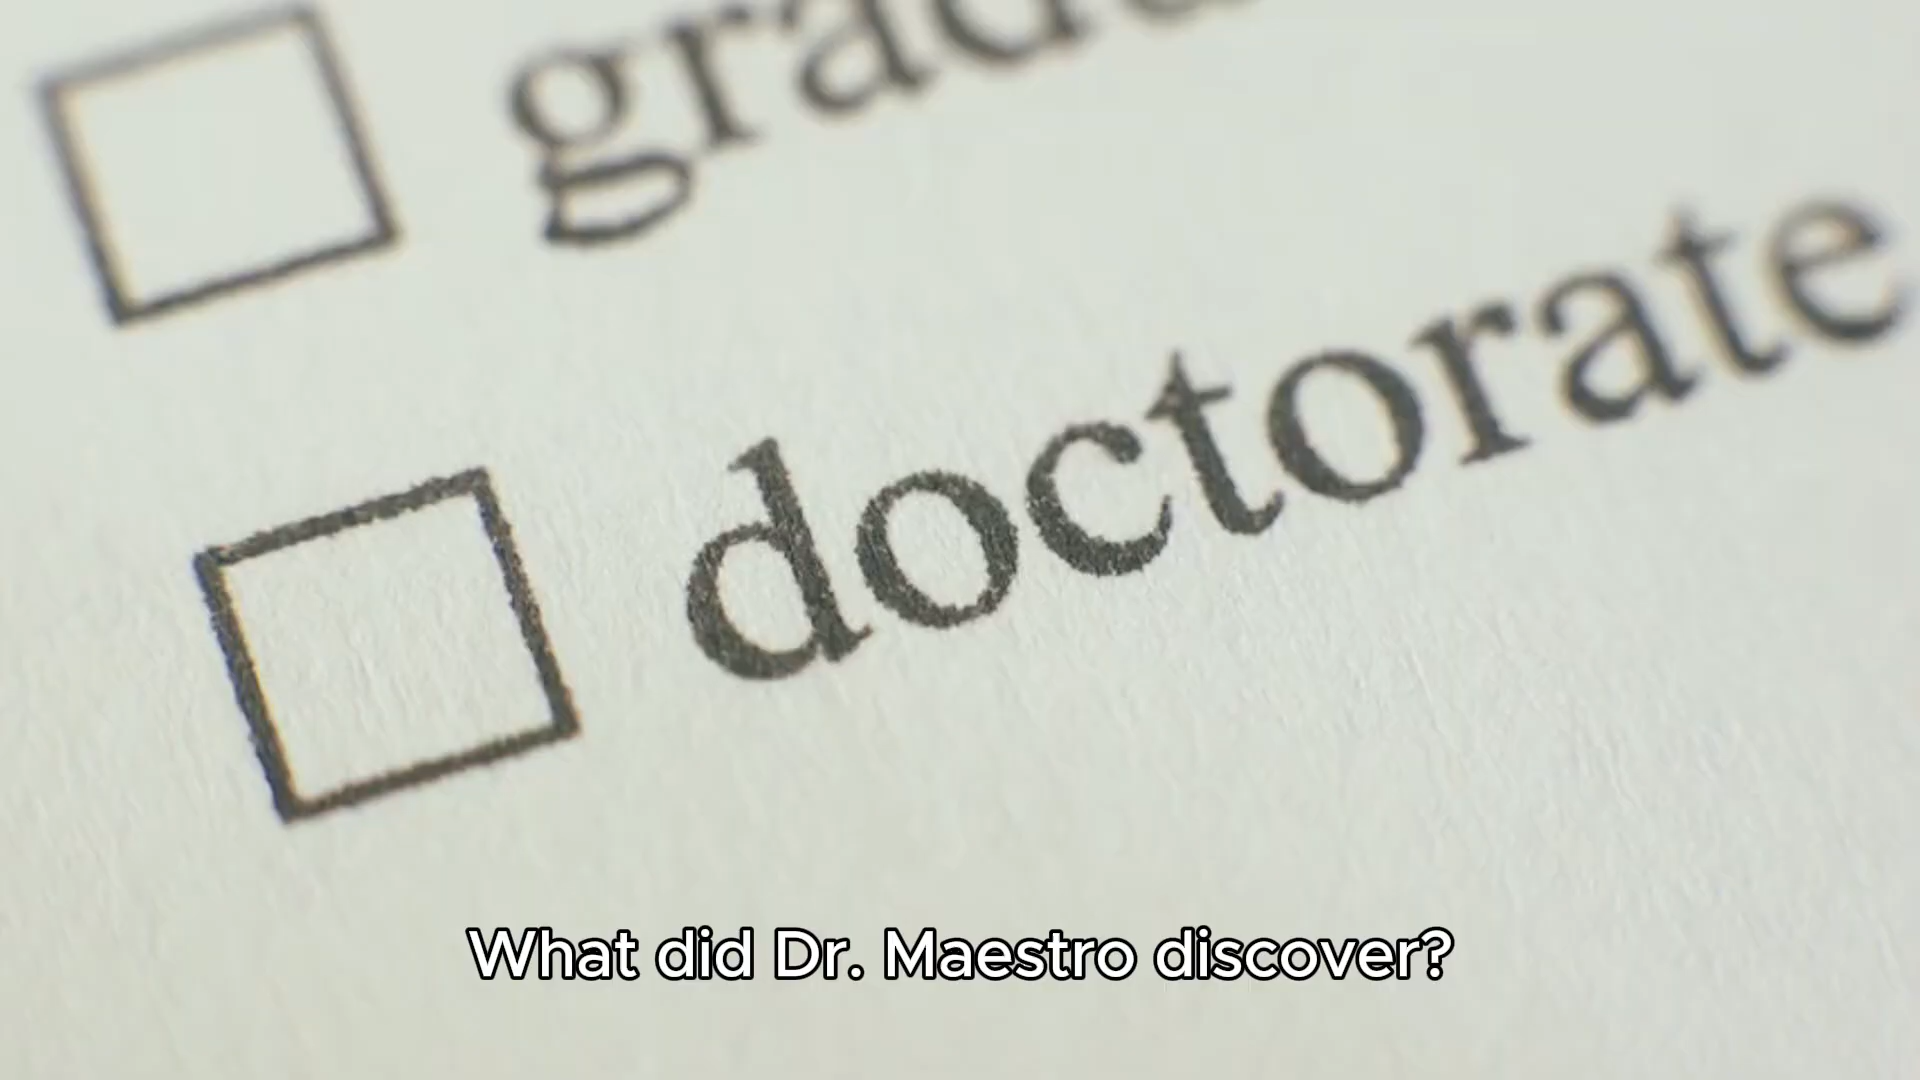 doctorate
What did Dr. Maestro discover?